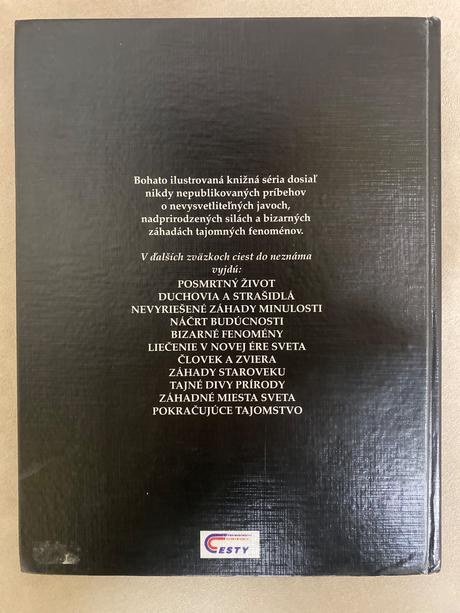 Bohato ilustrovaná knižná séria dosiaľ
nikdy nepublikovaných príbehov
o nevysvetliteľných javoch,
nadprirodzených silách a bizarných
záhadách tajomných fenoménov.
V ďalších zväzkoch ciest do neznáma
vyjdú:
POSMRTNÝ ŽIVOT
DUCHOVIA A STRAŠIDLÁ
NEVYRIEŠENÉ ZÁHADY MINULOSTI
NÁČRT BUDÚCNOSTI
BIZARNÉ FENOMÉNY
LIEČENIE V NOVEJ ÉRE SVETA
ČLOVEK A ZVIERA
ZÁHADY STAROVEKU
TAJNÉ DIVY PRÍRODY
ZÁHADNÉ MIESTA SVETA
POKRAČUJÚCE TAJOMSTVO
CESTY